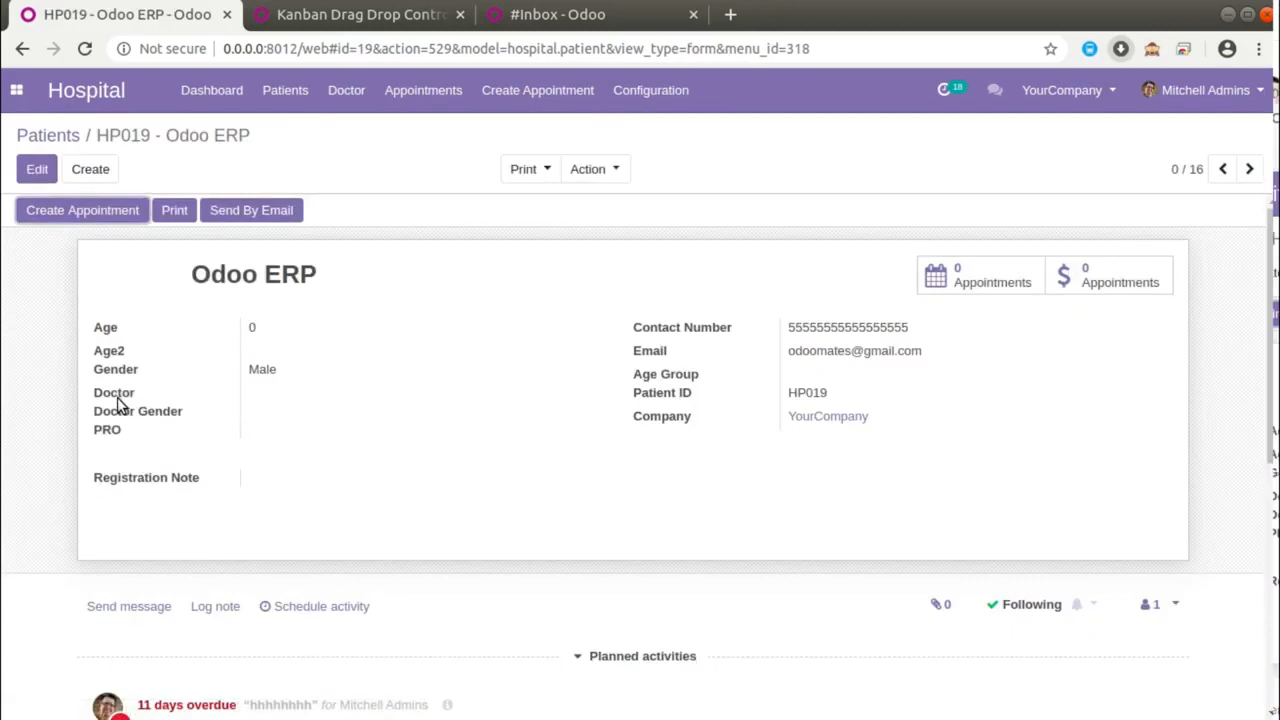 HP019 - Odoo ERP - Odoo
Kanban Drag Drop Contr
#Inbox - Odoo
Not secure
0.0.0.0:8012/web#id=19&action=529&model=hospital.patient&view_type=form&menu_id=318
Hospital
Dashboard
Patients
Doctor
Appointments
Create Appointment
Configuration
18
YourCompany
Mitchell Admins
Patients / HP019 - Odoo ERP
Edit
Create
Print
Action
0 / 16
Create Appointment
Print
Send By Email
Odoo ERP
0
Appointments
0
Appointments
Age 0
Age2
Gender Male
Doctor
Doctor Gender
PRO
Registration Note
Contact Number 55555555555555555
Email odoomates@gmail.com
Age Group
Patient ID HP019
Company YourCompany
Send message
Log note
Schedule activity
0
Following
1
Planned activities
11 days overdue "hhhhhhhh" for Mitchell Admins